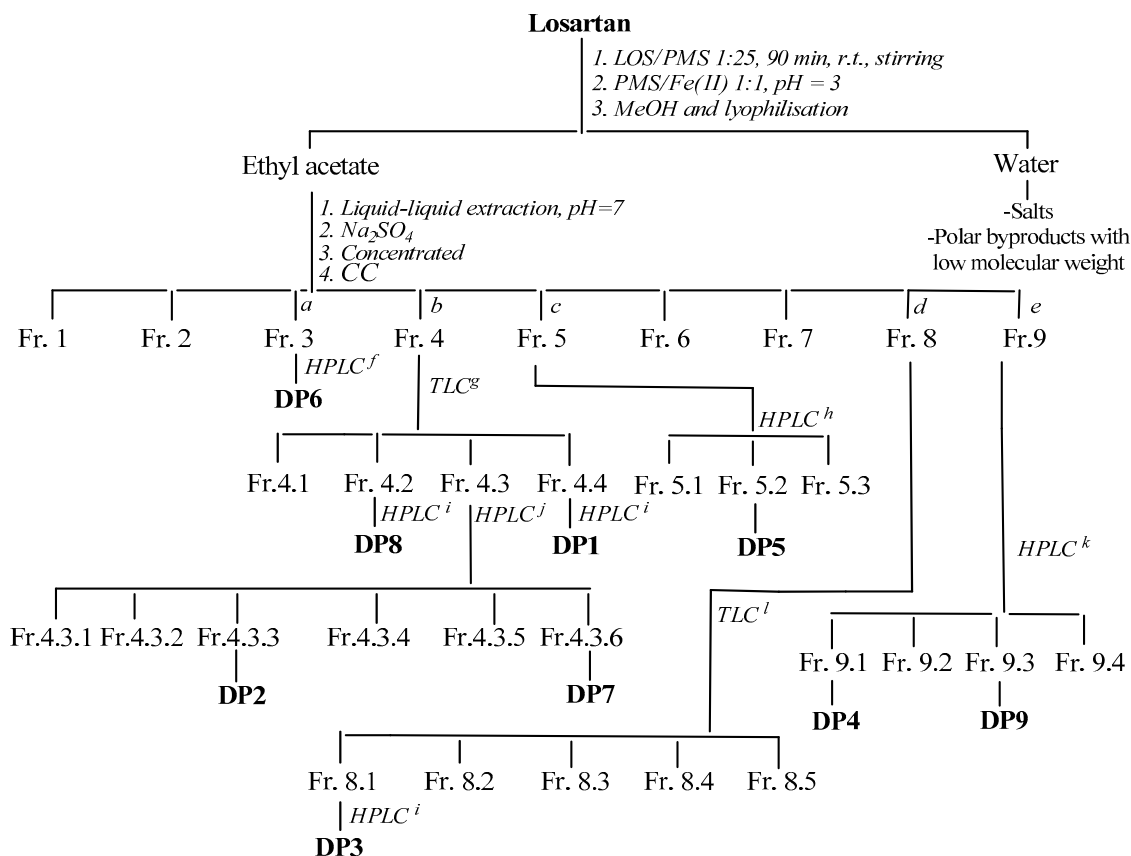 Losartan
1. LOS/PMS 1:25, 90 min, r.t., stirring
2. PMS/Fe(II) 1:1, pH = 3
3. MeOH and lyophilisation
Ethyl acetate
Water
1. Liquid-liquid extraction, pH=7
2. Na2SO4
3. Concentrated
4. CC
-Salts
-Polar byproducts with
low molecular weight
a b c d e
Fr. 1 Fr. 2 Fr. 3 Fr. 4 Fr. 5 Fr. 6 Fr. 7 Fr. 8 Fr.9
HPLC f
DP6
TLC g
HPLC h
Fr.4.1 Fr. 4.2 Fr. 4.3 Fr. 4.4 Fr. 5.1 Fr. 5.2 Fr. 5.3
HPLC i HPLC j HPLC i
DP8 DP1 DP5
HPLC k
TLC l
Fr.4.3.1 Fr.4.3.2 Fr.4.3.3 Fr.4.3.4 Fr.4.3.5 Fr.4.3.6
DP2 DP7
Fr. 9.1 Fr. 9.2 Fr. 9.3 Fr. 9.4
DP4 DP9
Fr. 8.1 Fr. 8.2 Fr. 8.3 Fr. 8.4 Fr. 8.5
HPLC i
DP3